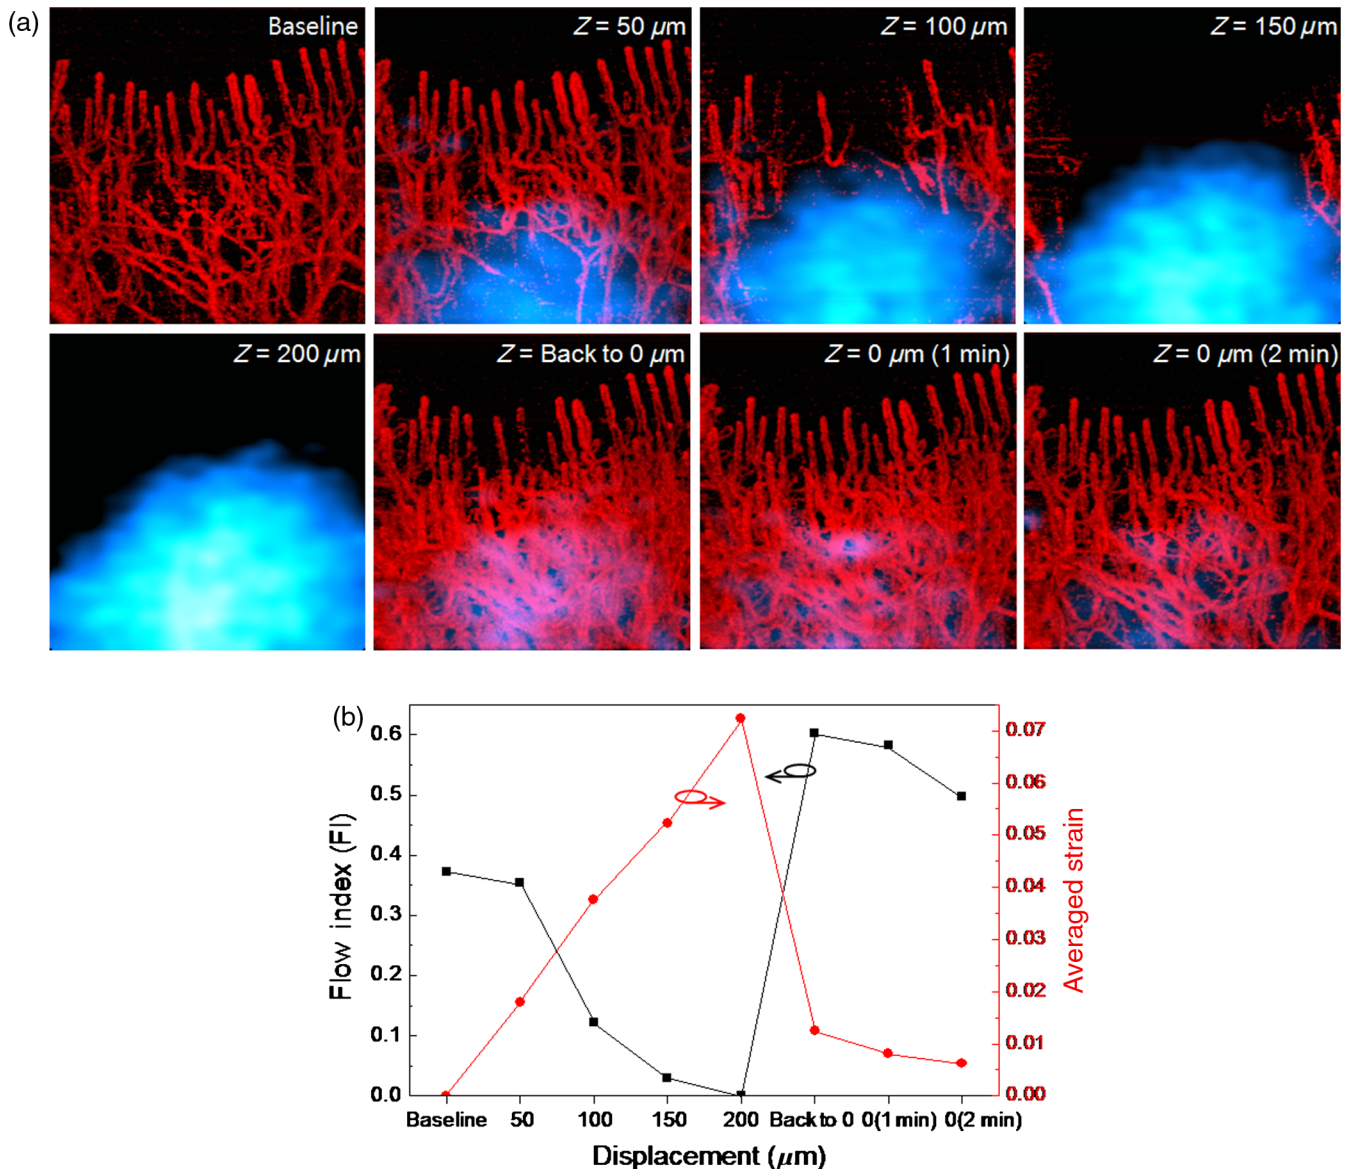 (a)
Baseline
Z = 50 μm
Z = 100 μm
Z = 150 μm
Z = 200 μm
Z = Back to 0 μm
Z = 0 μm (1 min)
Z = 0 μm (2 min)
(b)
0.6
0.5
0.4
0.3
0.2
0.1
0.0
Flow index (FI)
0.07
0.06
0.05
0.04
0.03
0.02
0.01
0.00
Averaged strain
Baseline 50 100 150 200 Back to 0 0(1 min) 0(2 min)
Displacement (μm)